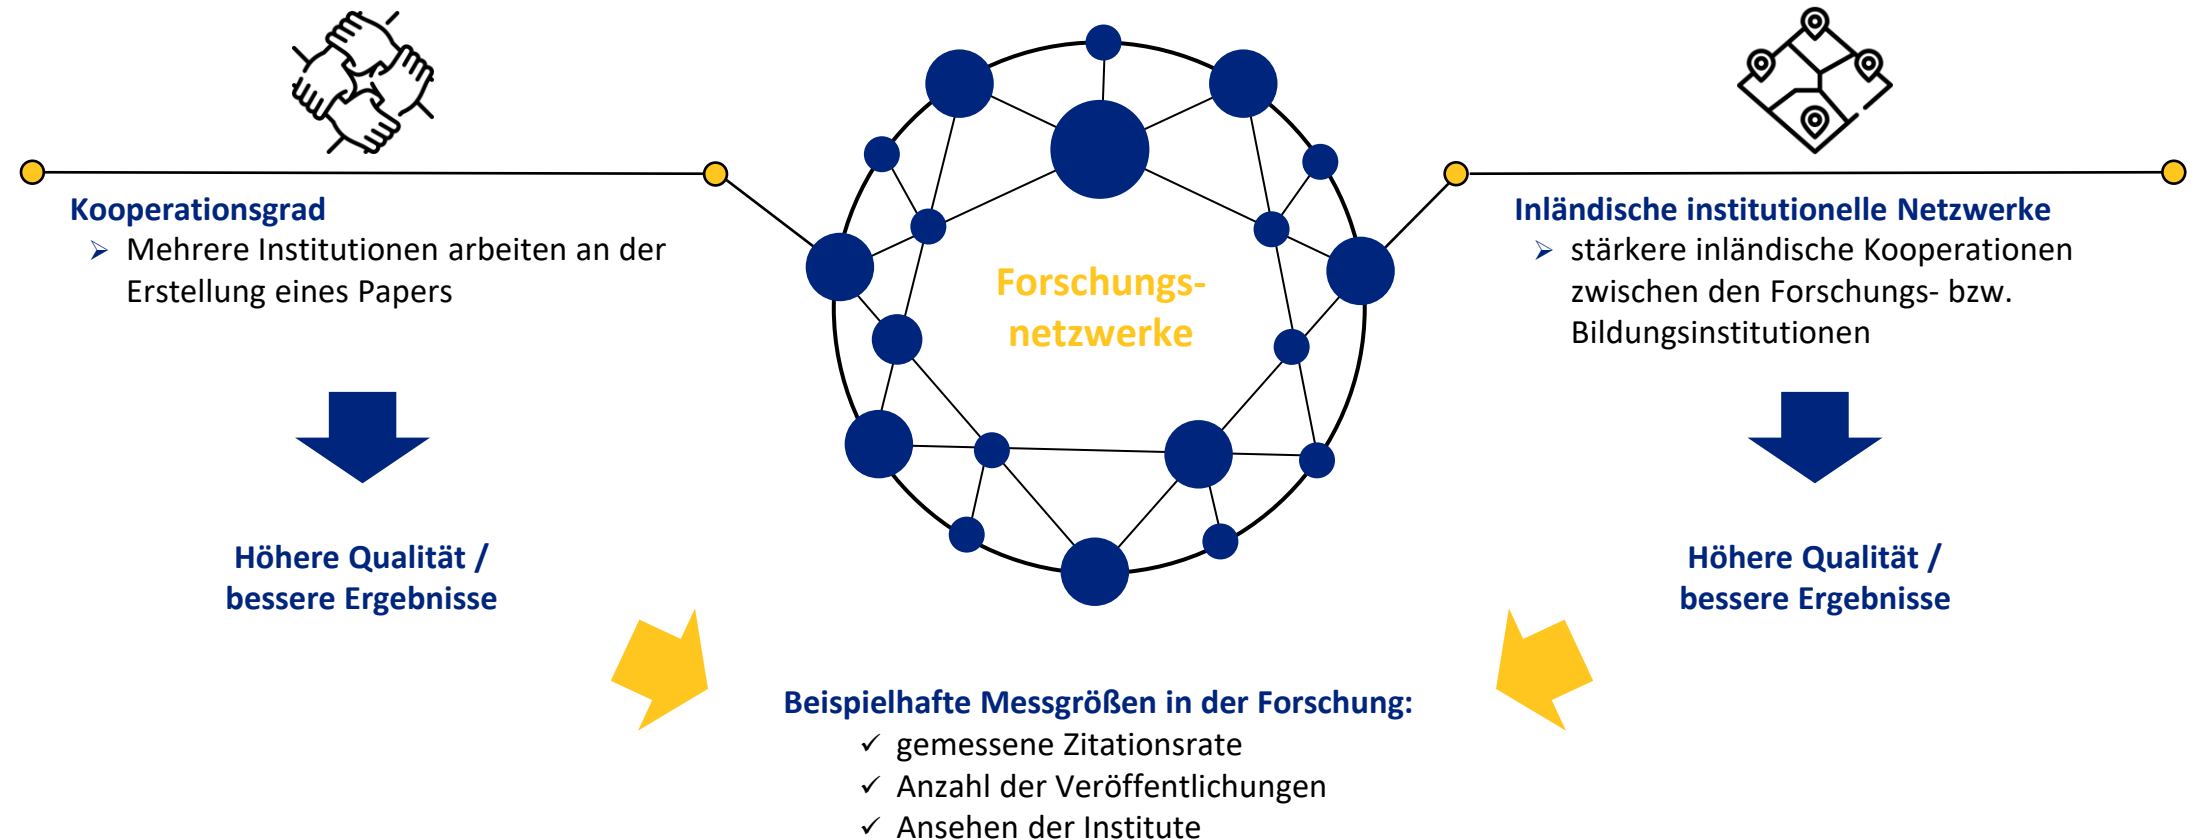 Kooperationsgrad
➢ Mehrere Institutionen arbeiten an der
Erstellung eines Papers
Höhere Qualität /
bessere Ergebnisse
Forschungs-
netzwerke
Inländische institutionelle Netzwerke
➢ stärkere inländische Kooperationen
zwischen den Forschungs- bzw.
Bildungsinstitutionen
Höhere Qualität /
bessere Ergebnisse
Beispielhafte Messgrößen in der Forschung:
✓ gemessene Zitationsrate
✓ Anzahl der Veröffentlichungen
✓ Ansehen der Institute